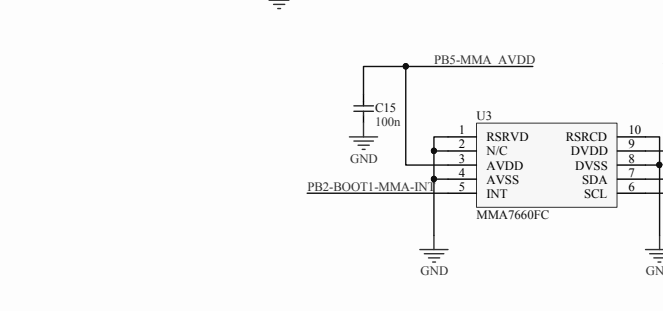 PB5-MMA_AVDD
C15
100n
GND
U3
1 RSRVD RSRCD 10
2 N/C DVDD 9
3 AVDD DVSS 8
4 AVSS SDA 7
5 INT SCL 6
PB2-BOOT1-MMA-INT
MMA7660FC
GND
GN